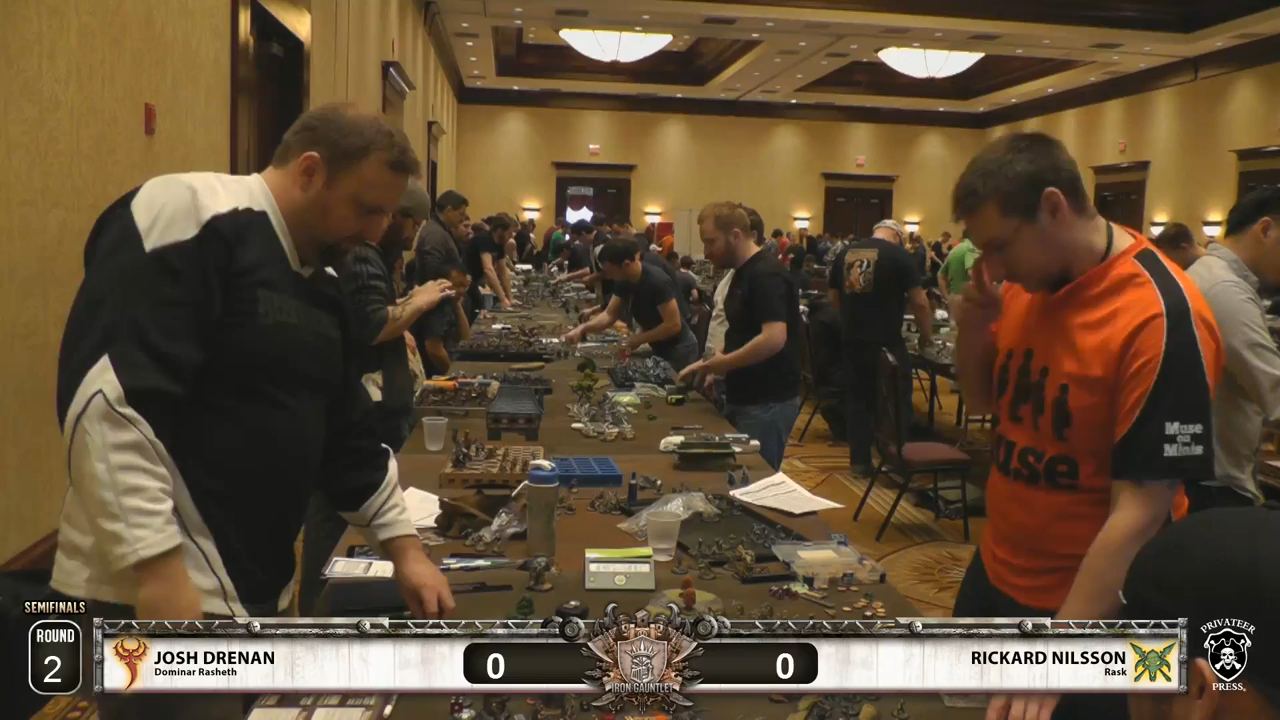 Muse
on
Minis
use
SEMIFINALS
ROUND
2
JOSH DRENAN
Dominar Rasheth
0
IRON GAUNTLET
0
RICKARD NILSSON
Rask
PRIVATEER
PRESS